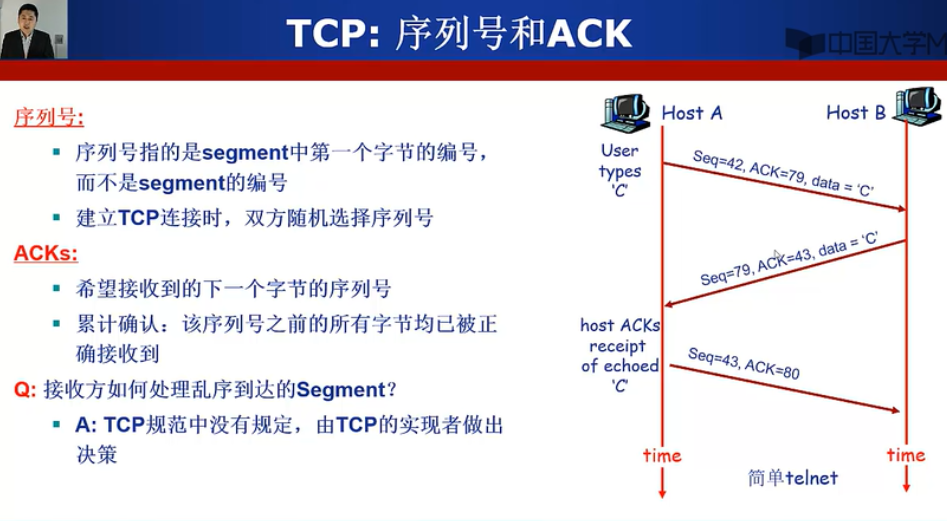 TCP: 序列号和ACK
中国大学M
序列号:
序列号指的是segment中第一个字节的编号，
而不是segment的编号
建立TCP连接时，双方随机选择序列号
ACKs:
希望接收到的下一个字节的序列号
累计确认：该序列号之前的所有字节均已被正
确接收到
Q: 接收方如何处理乱序到达的Segment？
A: TCP规范中没有规定，由TCP的实现者做出
决策
Host A
Host B
User
types
‘C’
Seq=42, ACK=79, data = ‘C’
Seq=79, ACK=43, data = ‘C’
host ACKs
receipt
of echoed
‘C’
Seq=43, ACK=80
time
time
简单telnet